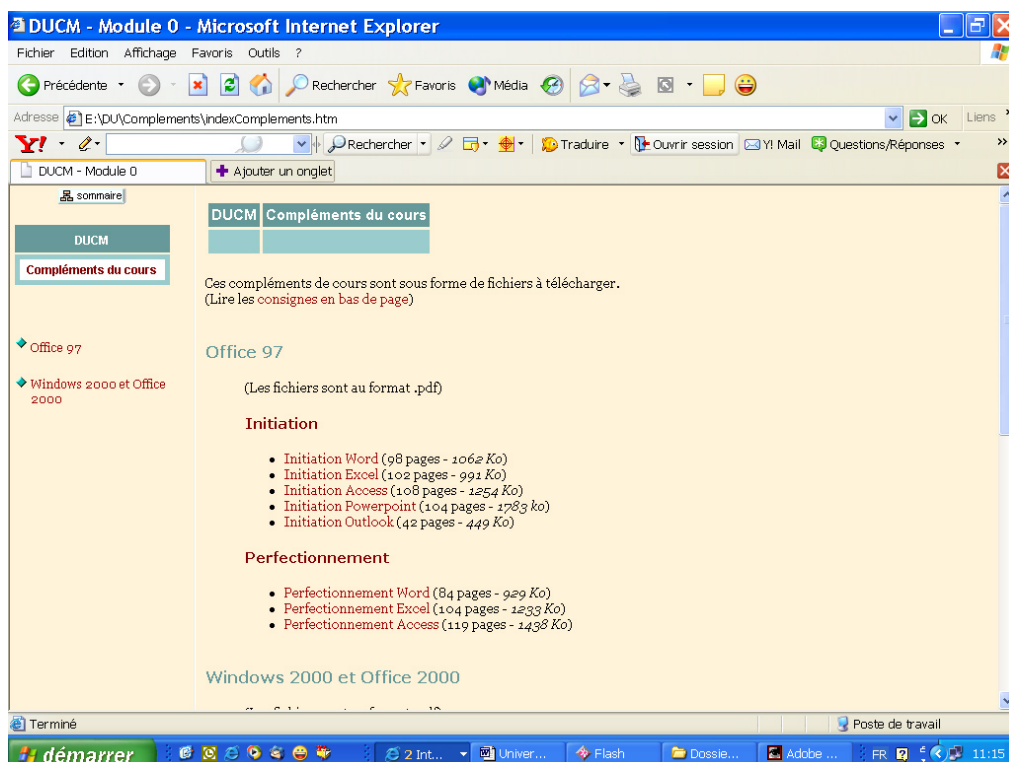 DUCM - Module 0 - Microsoft Internet Explorer
Fichier Edition Affichage Favoris Outils ?
Précédente Rechercher Favoris Média
Adresse E:\DU\Complements\indexComplements.htm OK Liens
Y! Rechercher Traduire Ouvrir session Y! Mail Questions/Réponses
DUCM - Module 0 Ajouter un onglet
sommaire
DUCM
Compléments du cours
Office 97
Windows 2000 et Office
2000
DUCM Compléments du cours
Ces compléments de cours sont sous forme de fichiers à télécharger.
(Lire les consignes en bas de page)
Office 97
(Les fichiers sont au format .pdf)
Initiation
Initiation Word (98 pages - 1062 Ko)
Initiation Excel (102 pages - 991 Ko)
Initiation Access (108 pages - 1254 Ko)
Initiation Powerpoint (104 pages - 1783 ko)
Initiation Outlook (42 pages - 449 Ko)
Perfectionnement
Perfectionnement Word (84 pages - 929 Ko)
Perfectionnement Excel (104 pages - 1233 Ko)
Perfectionnement Access (119 pages - 1438 Ko)
Windows 2000 et Office 2000
Terminé Poste de travail
démarrer 2 Int... Univer... Flash Dossie... Adobe ... FR 11:15